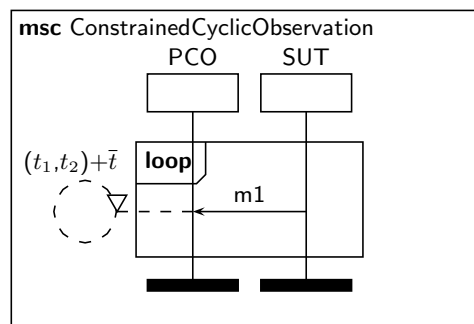 msc ConstrainedCyclicObservation
PCO SUT
(t₁,t₂)+t̄
loop
m1